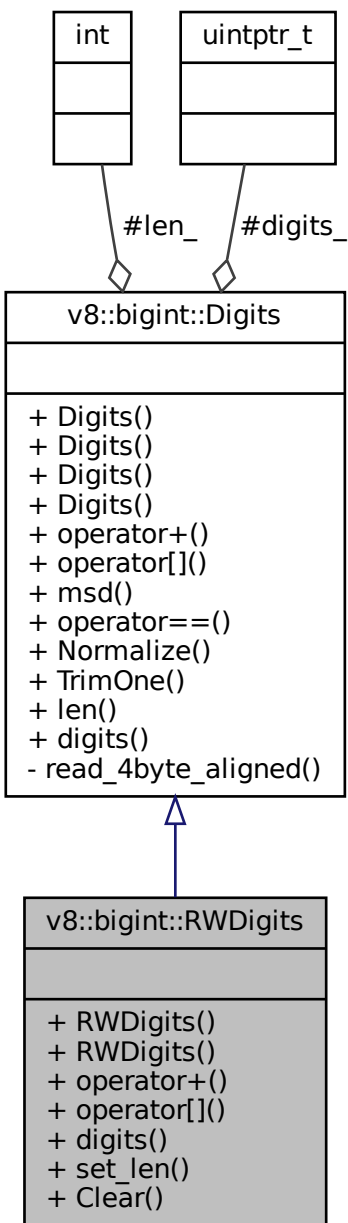 int
uintptr_t
#len_
#digits_
v8::bigint::Digits
+ Digits()
+ Digits()
+ Digits()
+ Digits()
+ operator+()
+ operator[]()
+ msd()
+ operator==()
+ Normalize()
+ TrimOne()
+ len()
+ digits()
- read_4byte_aligned()
v8::bigint::RWDigits
+ RWDigits()
+ RWDigits()
+ operator+()
+ operator[]()
+ digits()
+ set_len()
+ Clear()